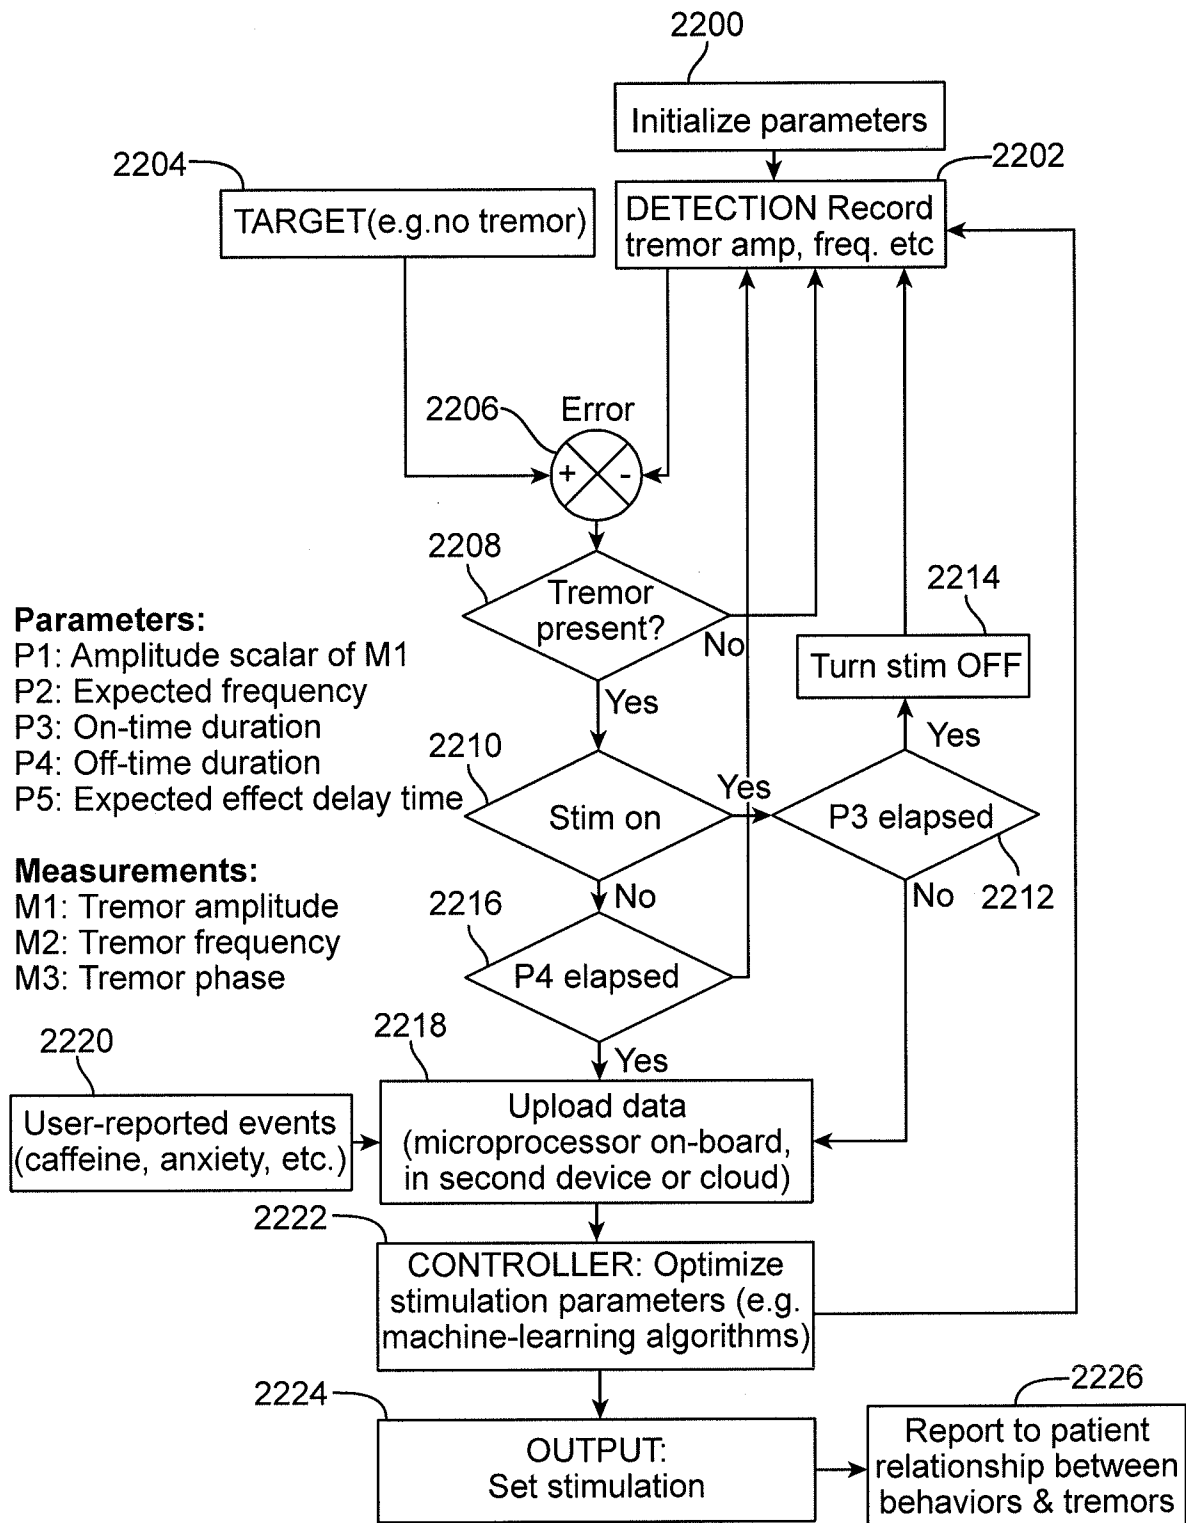 2200
Initialize parameters
2202
2204
TARGET(e.g.no tremor)
DETECTION Record
tremor amp, freq. etc
2206
Error
+
-
2208
Tremor
present?
No
Yes
2214
Turn stim OFF
Yes
Parameters:
P1: Amplitude scalar of M1
P2: Expected frequency
P3: On-time duration
P4: Off-time duration
P5: Expected effect delay time
2210
Stim on
Yes
P3 elapsed
2212
No
No
Measurements:
M1: Tremor amplitude
M2: Tremor frequency
M3: Tremor phase
2216
P4 elapsed
Yes
2218
2220
User-reported events
(caffeine, anxiety, etc.)
Upload data
(microprocessor on-board,
in second device or cloud)
2222
CONTROLLER: Optimize
stimulation parameters (e.g.
machine-learning algorithms)
2224
OUTPUT:
Set stimulation
2226
Report to patient
relationship between
behaviors & tremors